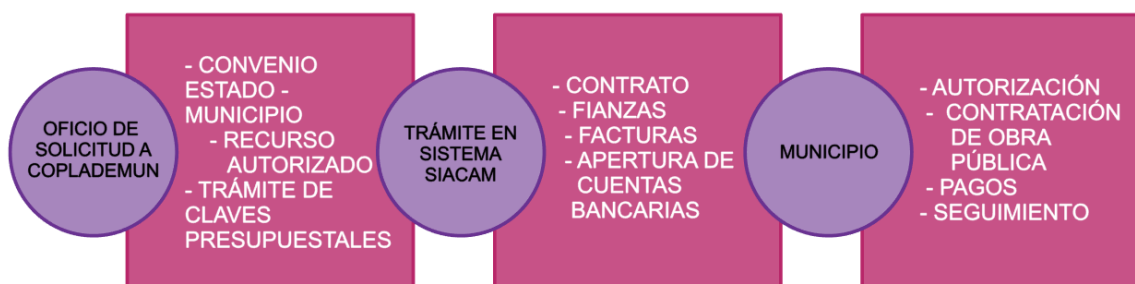 OFICIO DE
SOLICITUD A
COPLADEMUN
- CONVENIO
ESTADO -
MUNICIPIO
- RECURSO
AUTORIZADO
- TRÁMITE DE
CLAVES
PRESUPUESTALES
TRÁMITE EN
SISTEMA
SIACAM
- CONTRATO
- FIANZAS
- FACTURAS
- APERTURA DE
CUENTAS
BANCARIAS
MUNICIPIO
- AUTORIZACIÓN
- CONTRATACIÓN
DE OBRA
PÚBLICA
- PAGOS
- SEGUIMIENTO